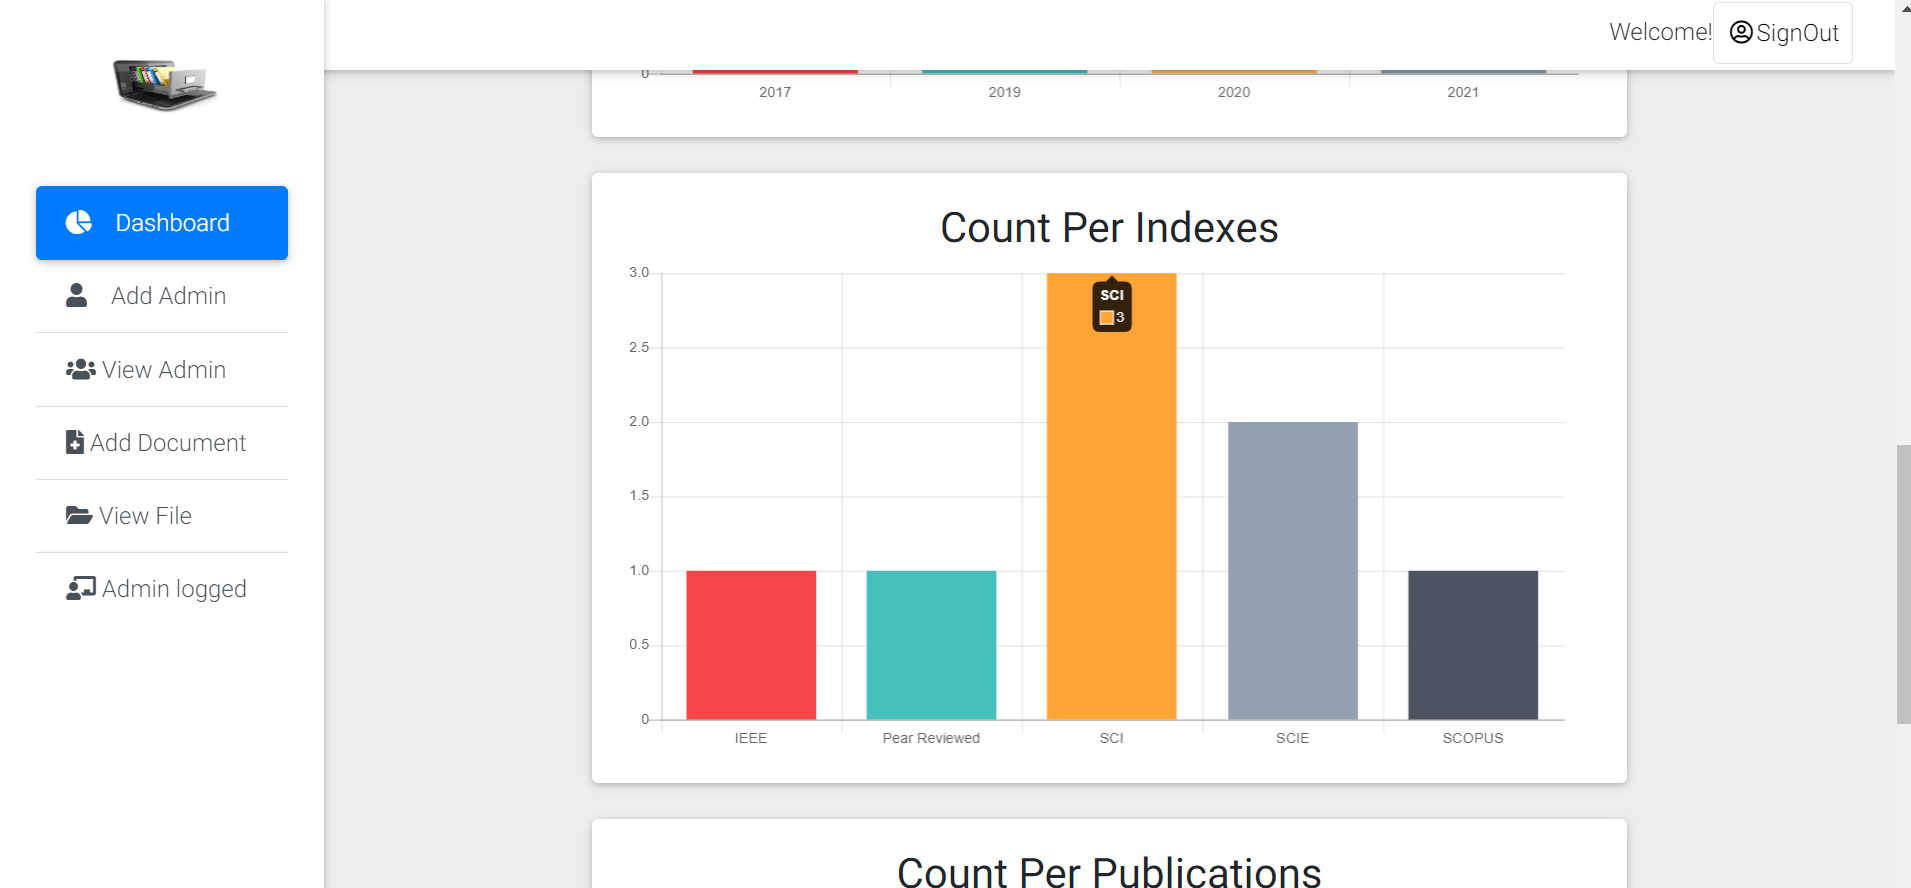 Welcome! SignOut
Dashboard
Add Admin
View Admin
Add Document
View File
Admin logged
0
2017 2019 2020 2021
Count Per Indexes
3.0
2.5
2.0
1.5
1.0
0.5
0
SCI
3
IEEE Pear Reviewed SCI SCIE SCOPUS
Count Per Publications